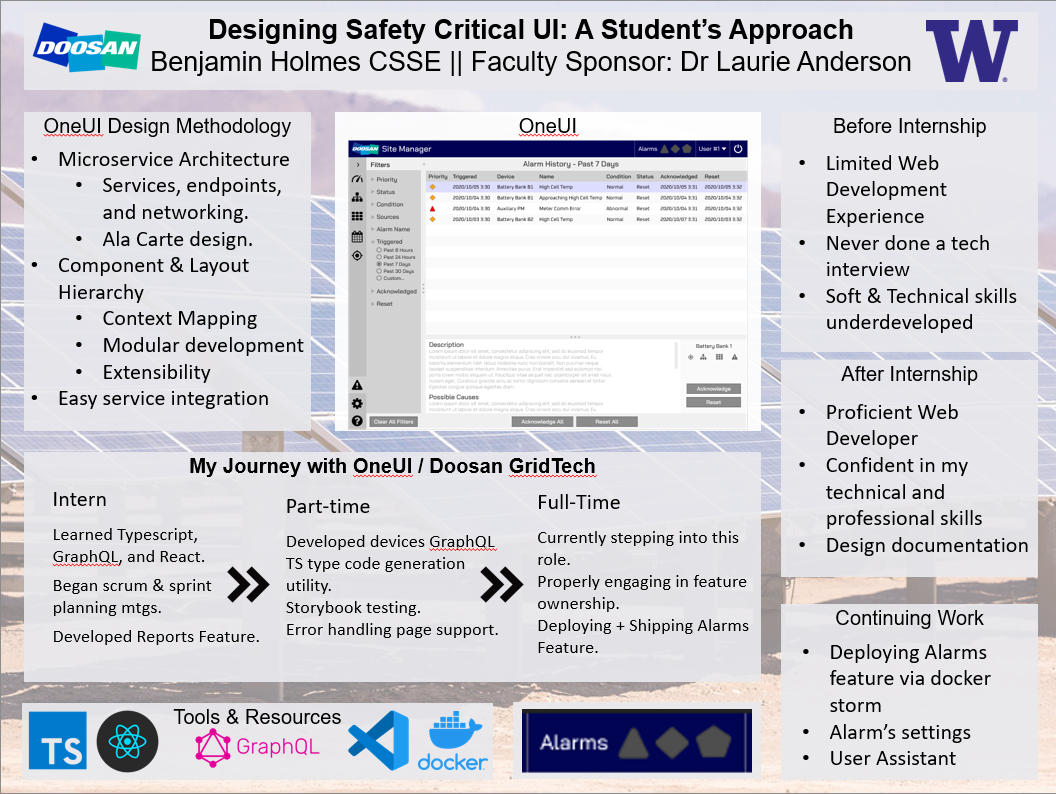 Designing Safety Critical UI: A Student's Approach
DOOSAN
Benjamin Holmes CSSE || Faculty Sponsor: Dr Laurie Anderson
W
OneUI Design Methodology
• Microservice Architecture
• Services, endpoints,
and networking.
• Ala Carte design.
• Component & Layout
Hierarchy
• Context Mapping
• Modular development
• Extensibility
• Easy service integration
OneUI
DOOSAN Site Manager
Alarms
User #1
Filters
Alarm History - Past 7 Days
Priority Triggered Device Name Condition Status Acknowledged Reset
2020/10/05 3:30 Battery Bank B1 High Cell Temp Normal Reset 2020/10/05 3:31 2020/10/05 3:32
2020/10/04 3:30 Battery Bank B1 Approaching High Cell Temp Normal Reset 2020/10/04 3:31 2020/10/04 3:32
2020/10/04 3:30 Auxiliary PM Meter Comm Error Abnormal Reset 2020/10/04 3:31 2020/10/04 3:32
2020/10/03 3:30 Battery Bank B2 High Cell Temp Normal Reset 2020/10/07 3:31 2020/10/03 3:32
Priority
Status
Condition
Sources
Alarm Name
Triggered
Past 8 Hours
Past 24 Hours
Past 7 Days
Past 30 Days
Custom...
Acknowledged
Reset
Description
Battery Bank 1
Possible Causes
Acknowledge
Reset
Clear All Filters
Acknowledge All
Reset All
Before Internship
• Limited Web
Development
Experience
• Never done a tech
interview
• Soft & Technical skills
underdeveloped
After Internship
• Proficient Web
Developer
• Confident in my
technical and
professional skills
• Design documentation
My Journey with OneUI / Doosan GridTech
Intern
Learned Typescript,
GraphQL, and React.
Began scrum & sprint
planning mtgs.
Developed Reports Feature.
Part-time
Developed devices GraphQL
TS type code generation
utility.
Storybook testing.
Error handling page support.
Full-Time
Currently stepping into this
role.
Properly engaging in feature
ownership.
Deploying + Shipping Alarms
Feature.
Continuing Work
• Deploying Alarms
feature via docker
storm
• Alarm's settings
• User Assistant
Tools & Resources
TS
GraphQL
docker
Alarms